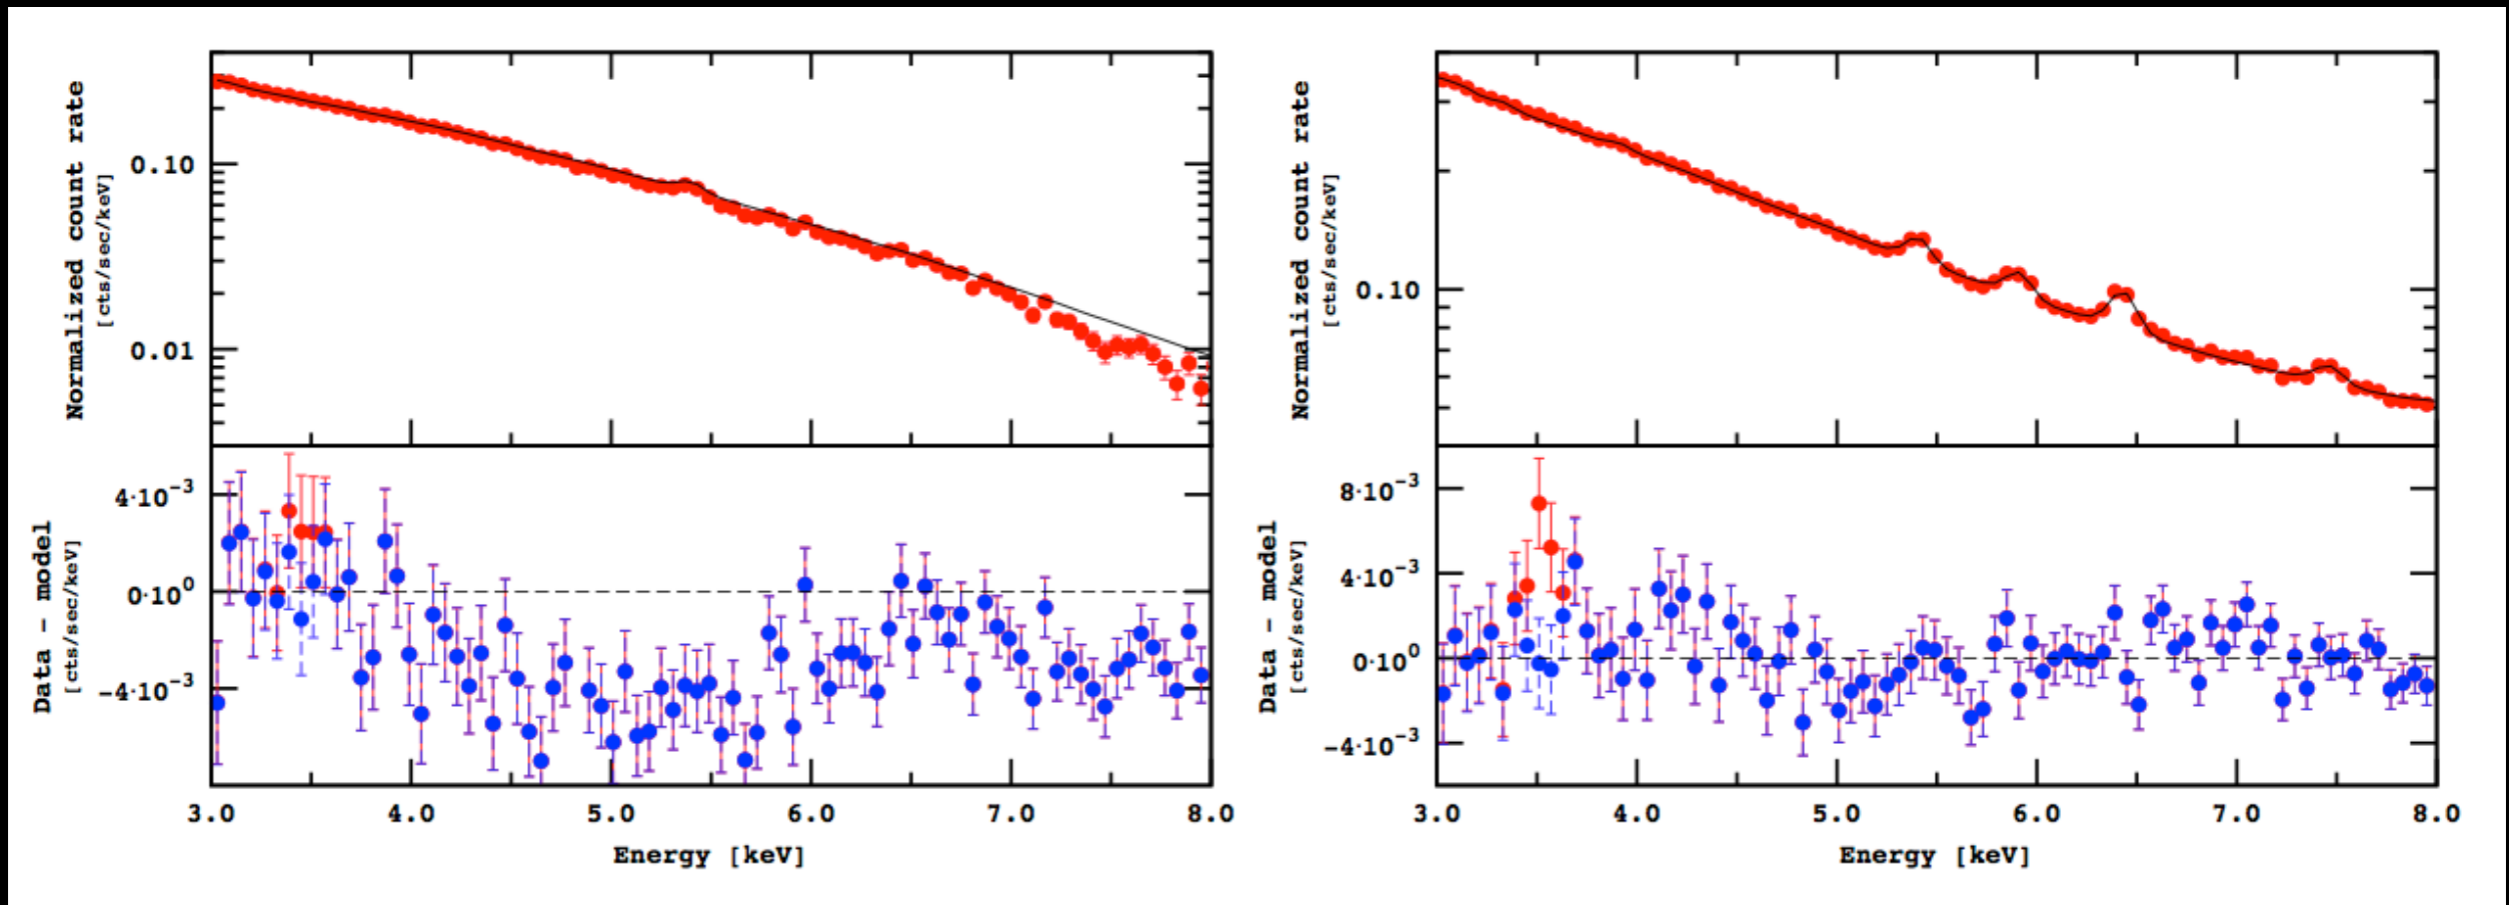 Normalized count rate
[cts/sec/keV]
0.10
0.01
Data - model
[cts/sec/keV]
4·10⁻³
0·10⁰
-4·10⁻³
3.0 4.0 5.0 6.0 7.0 8.0
Energy [keV]
Normalized count rate
[cts/sec/keV]
0.10
Data - model
[cts/sec/keV]
8·10⁻³
4·10⁻³
0·10⁰
-4·10⁻³
3.0 4.0 5.0 6.0 7.0 8.0
Energy [keV]